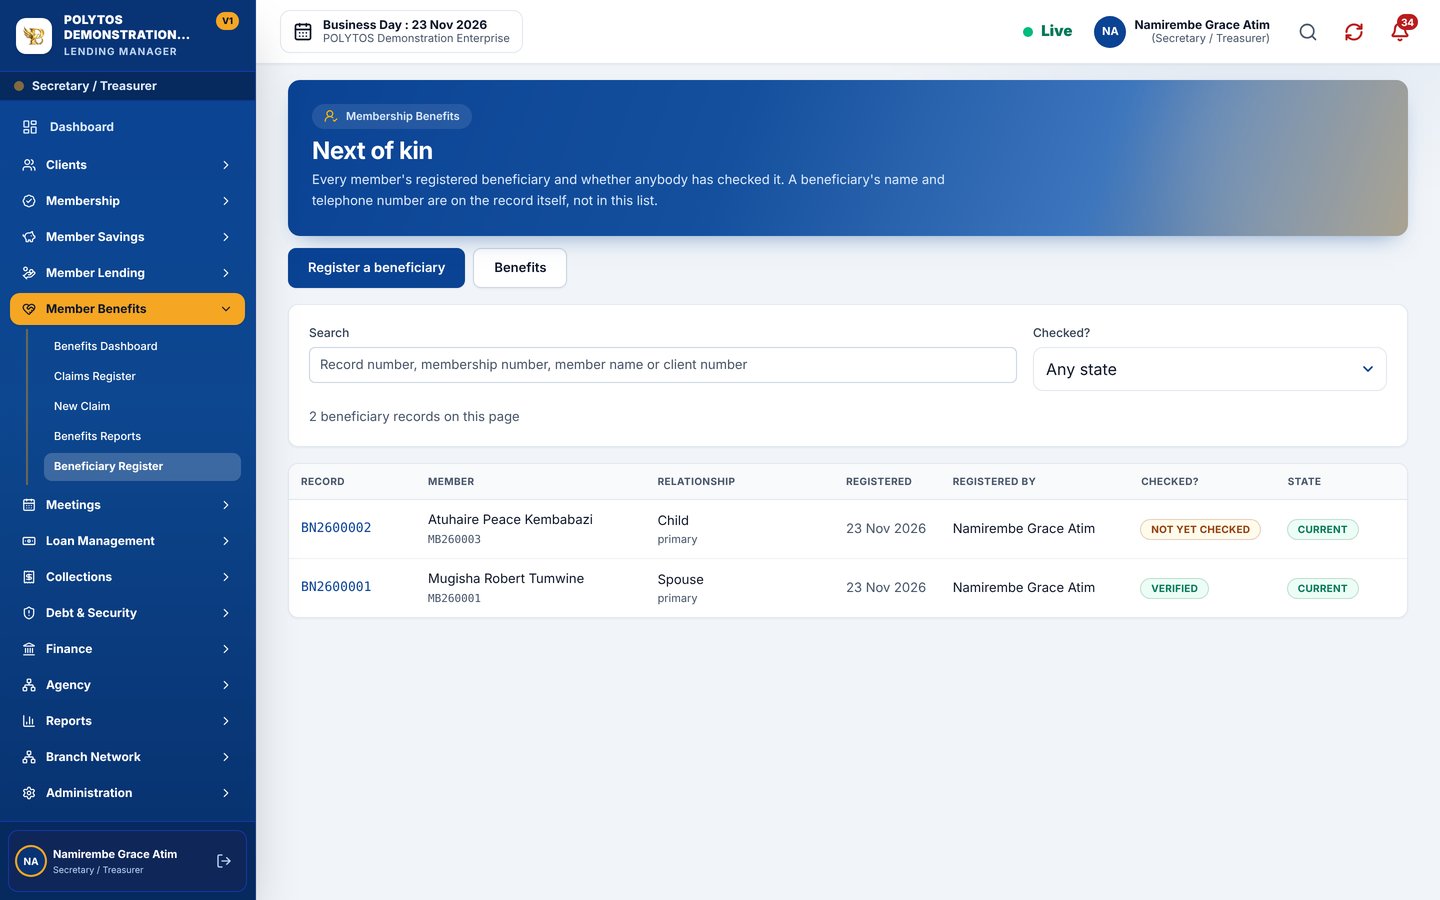 POLYTOS
DEMONSTRATION...
LENDING MANAGER
V1
Secretary / Treasurer
Dashboard
Clients
Membership
Member Savings
Member Lending
Member Benefits
Benefits Dashboard
Claims Register
New Claim
Benefits Reports
Beneficiary Register
Meetings
Loan Management
Collections
Debt & Security
Finance
Agency
Reports
Branch Network
Administration
NA
Namirembe Grace Atim
Secretary / Treasurer
Business Day : 23 Nov 2026
POLYTOS Demonstration Enterprise
Live
NA
Namirembe Grace Atim
(Secretary / Treasurer)
34
Membership Benefits
Next of kin
Every member's registered beneficiary and whether anybody has checked it. A beneficiary's name and
telephone number are on the record itself, not in this list.
Register a beneficiary
Benefits
Search
Record number, membership number, member name or client number
Checked?
Any state
2 beneficiary records on this page
RECORD MEMBER RELATIONSHIP REGISTERED REGISTERED BY CHECKED? STATE
BN2600002 Atuhaire Peace Kembabazi Child 23 Nov 2026 Namirembe Grace Atim NOT YET CHECKED CURRENT
MB260003 primary
BN2600001 Mugisha Robert Tumwine Spouse 23 Nov 2026 Namirembe Grace Atim VERIFIED CURRENT
MB260001 primary